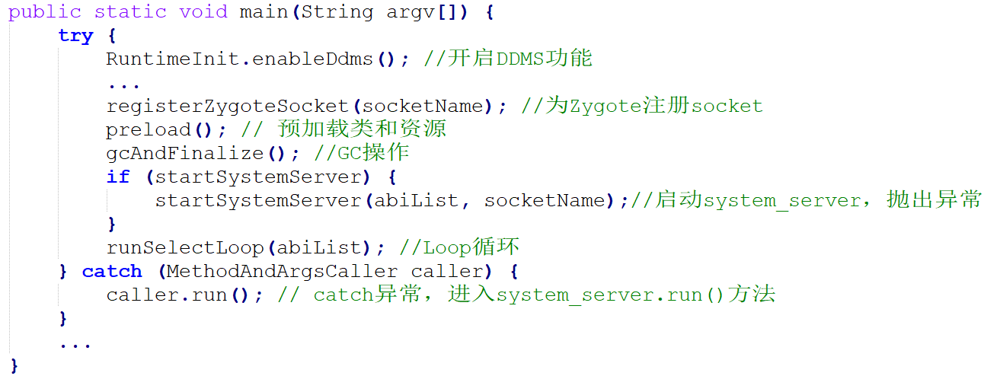 public static void main(String argv[]) {
    try {
        RuntimeInit.enableDdms(); //开启DDMS功能
        ...
        registerZygoteSocket(socketName); //为Zygote注册socket
        preload(); // 预加载类和资源
        gcAndFinalize(); //GC操作
        if (startSystemServer) {
            startSystemServer(abiList, socketName);//启动system_server，抛出异常
        }
        runSelectLoop(abiList); //Loop循环
    } catch (MethodAndArgsCaller caller) {
        caller.run(); // catch异常，进入system_server.run()方法
    }
    ...
}